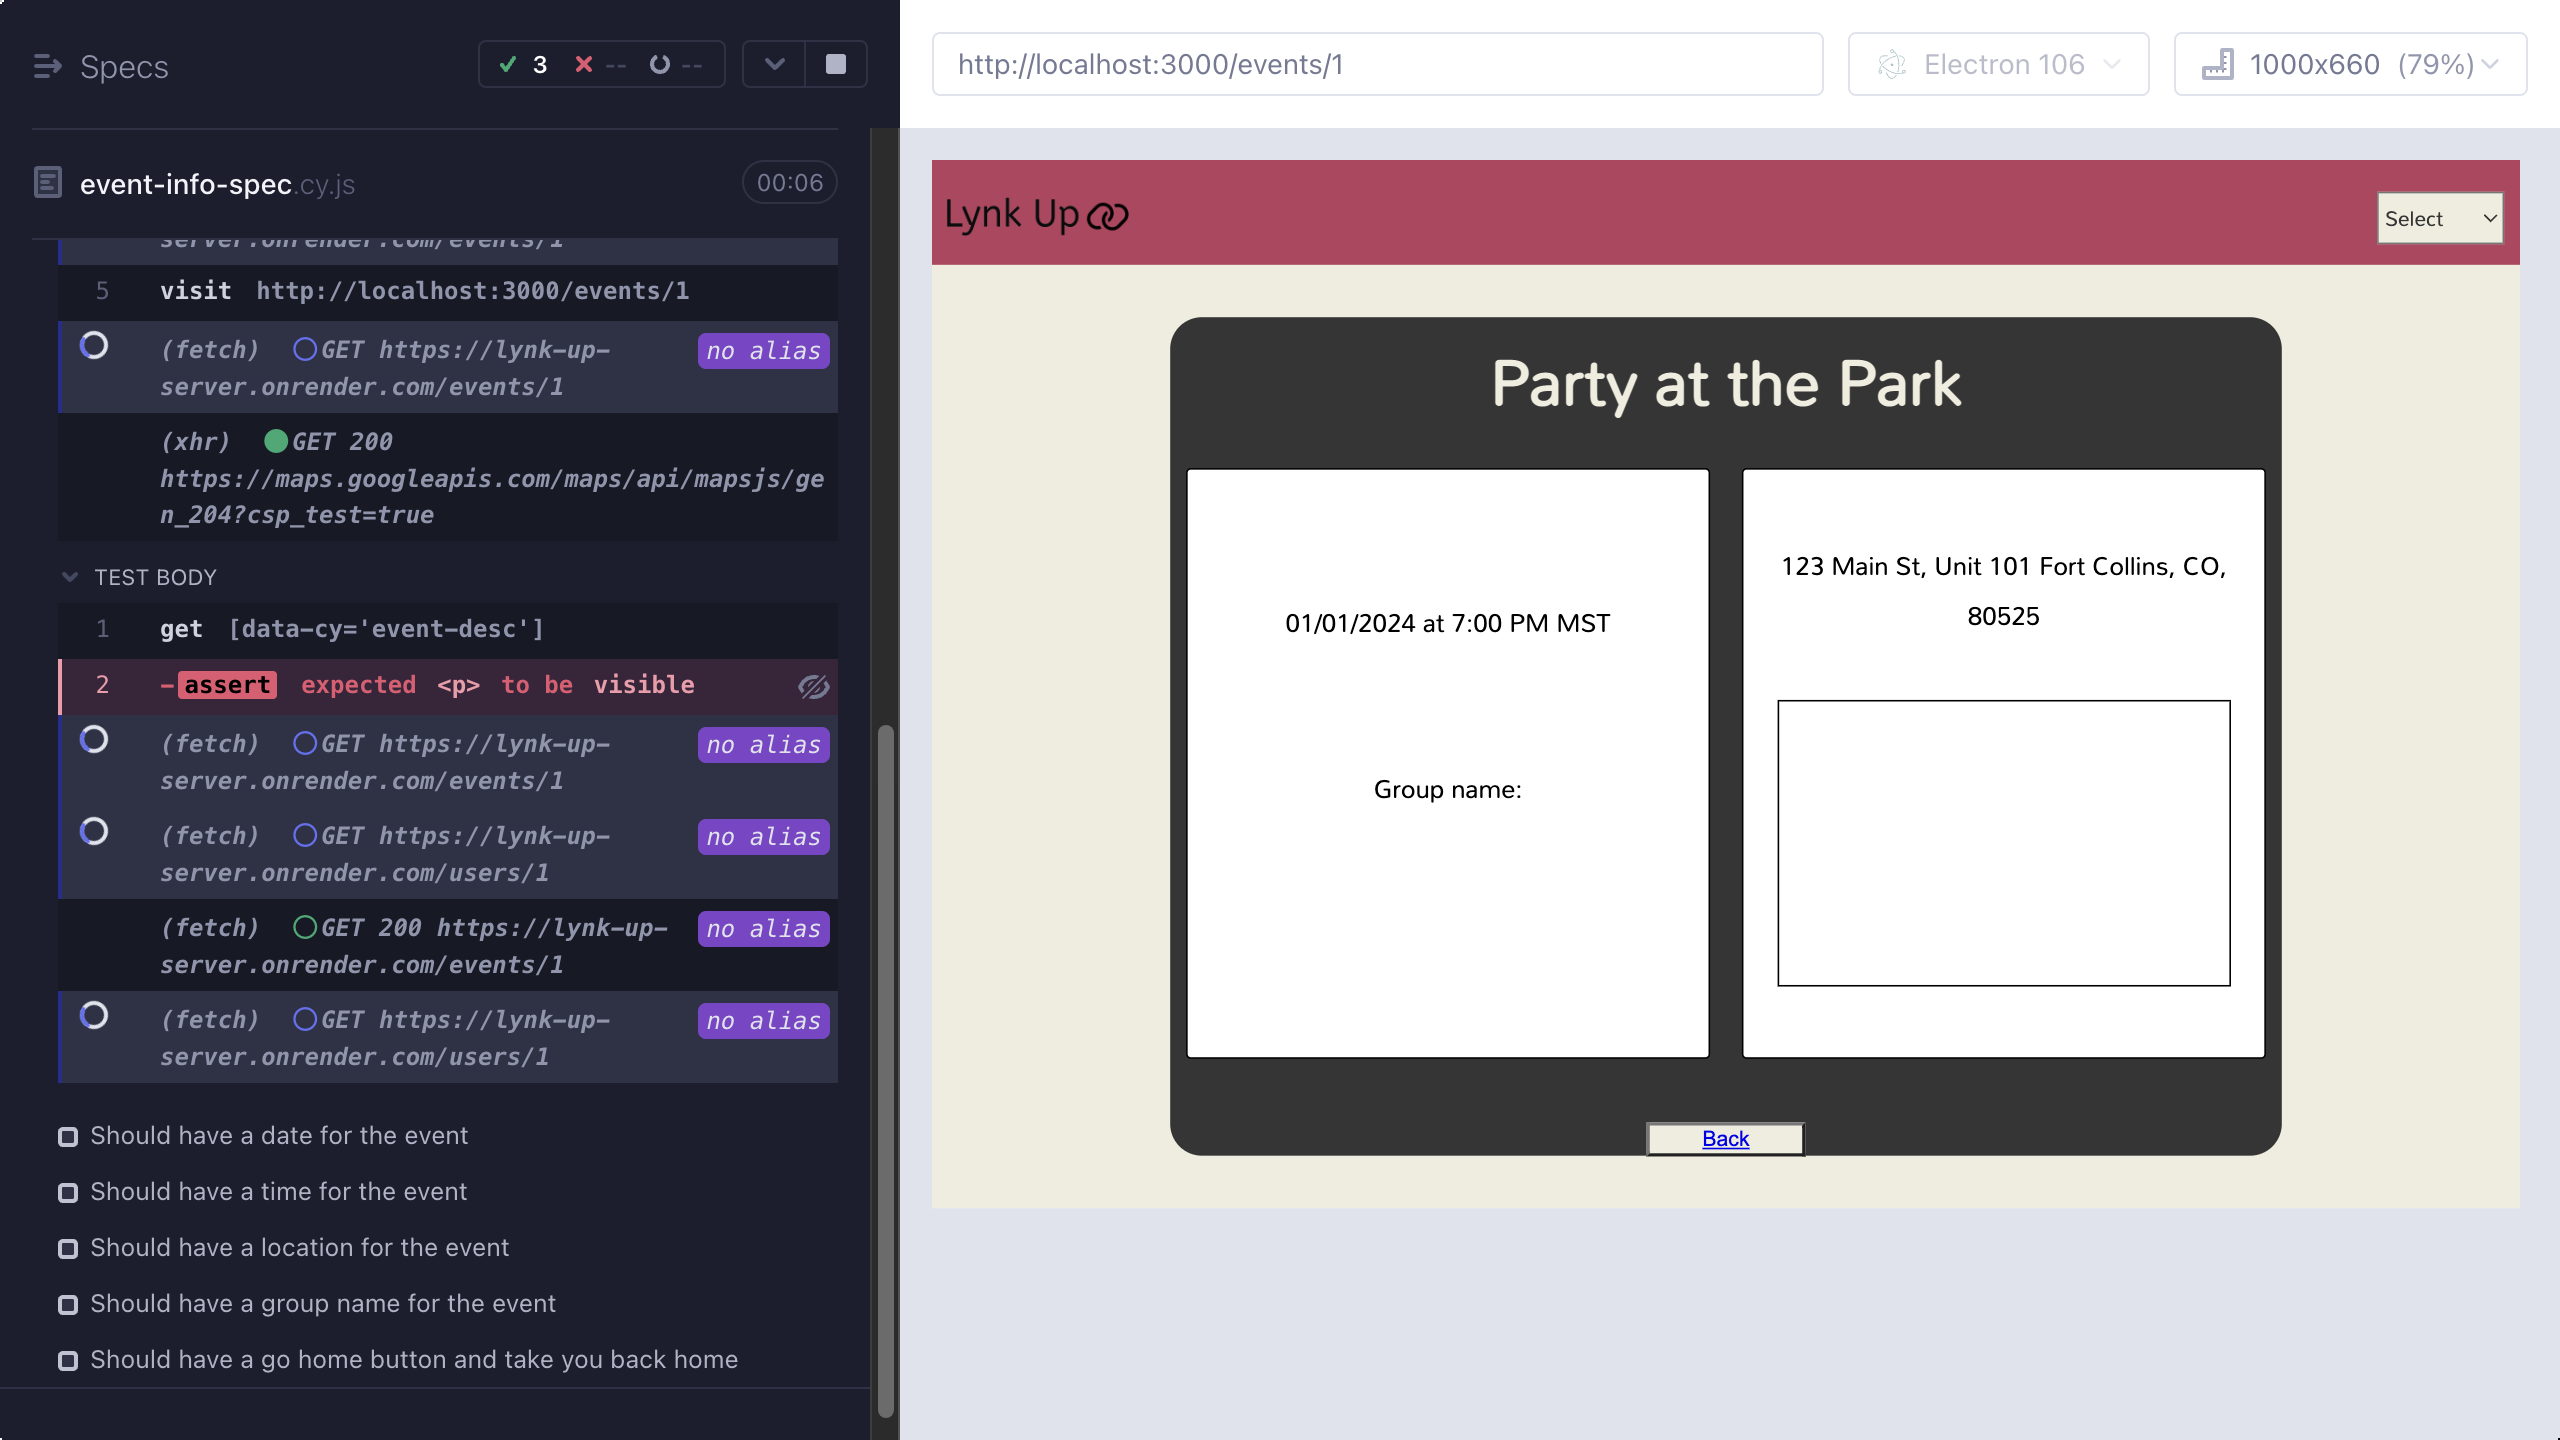 Specs
3
--
--
event-info-spec.cy.js
00:06
server.onrender.com/events/1
5 visit http://localhost:3000/events/1
(fetch) GET https://lynk-up-
server.onrender.com/events/1
no alias
(xhr) GET 200
https://maps.googleapis.com/maps/api/mapsjs/ge
n_204?csp_test=true
TEST BODY
1 get [data-cy='event-desc']
2 -assert expected <p> to be visible
(fetch) GET https://lynk-up-
server.onrender.com/events/1
no alias
(fetch) GET https://lynk-up-
server.onrender.com/users/1
no alias
(fetch) GET 200 https://lynk-up-
server.onrender.com/events/1
no alias
(fetch) GET https://lynk-up-
server.onrender.com/users/1
no alias
Should have a date for the event
Should have a time for the event
Should have a location for the event
Should have a group name for the event
Should have a go home button and take you back home
http://localhost:3000/events/1
Electron 106
1000x660 (79%)
Lynk Up
Select
Party at the Park
01/01/2024 at 7:00 PM MST
Group name:
123 Main St, Unit 101 Fort Collins, CO,
80525
Back